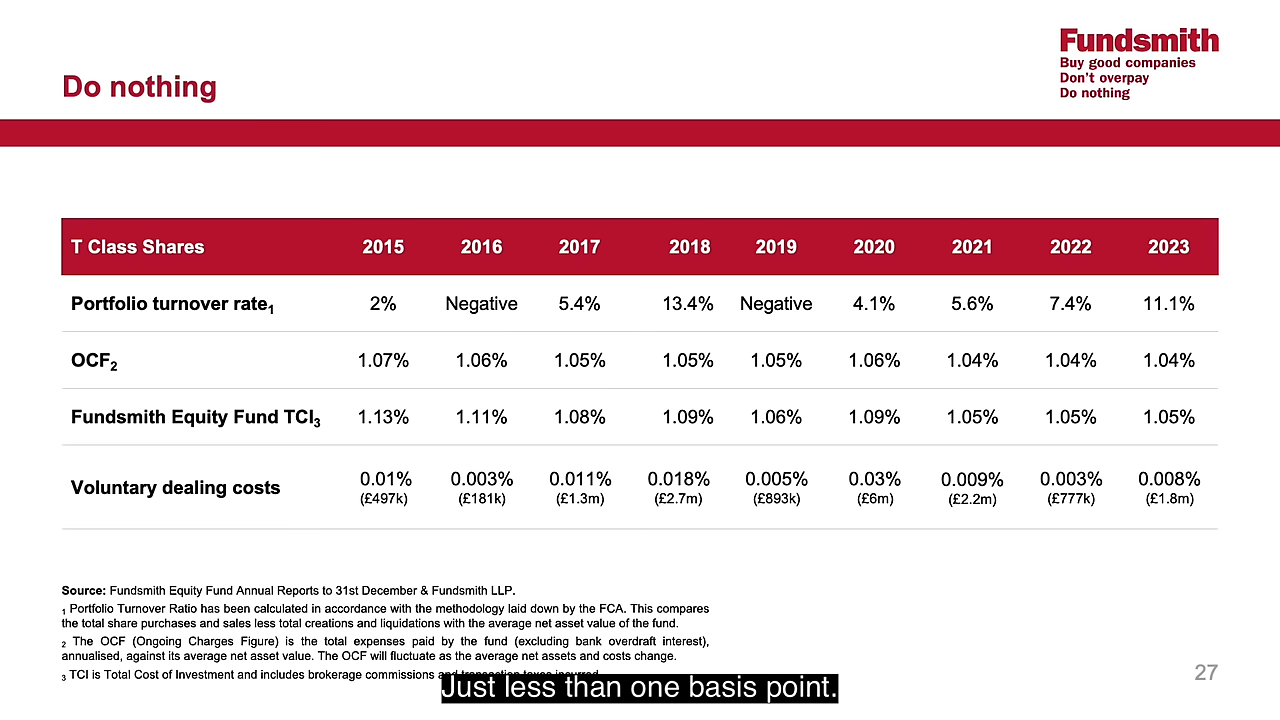 Fundsmith
Buy good companies
Don't overpay
Do nothing
Do nothing
T Class Shares 2015 2016 2017 2018 2019 2020 2021 2022 2023
Portfolio turnover rate1 2% Negative 5.4% 13.4% Negative 4.1% 5.6% 7.4% 11.1%
OCF2 1.07% 1.06% 1.05% 1.05% 1.05% 1.06% 1.04% 1.04% 1.04%
Fundsmith Equity Fund TCI3 1.13% 1.11% 1.08% 1.09% 1.06% 1.09% 1.05% 1.05% 1.05%
Voluntary dealing costs 0.01% 0.003% 0.011% 0.018% 0.005% 0.03% 0.009% 0.003% 0.008%
(£497k) (£181k) (£1.3m) (£2.7m) (£893k) (£6m) (£2.2m) (£777k) (£1.8m)
Source: Fundsmith Equity Fund Annual Reports to 31st December & Fundsmith LLP.
1 Portfolio Turnover Ratio has been calculated in accordance with the methodology laid down by the FCA. This compares
the total share purchases and sales less total creations and liquidations with the average net asset value of the fund.
2 The OCF (Ongoing Charges Figure) is the total expenses paid by the fund (excluding bank overdraft interest),
annualised, against its average net asset value. The OCF will fluctuate as the average net assets and costs change.
3 TCI is Total Cost of Investment and includes brokerage commissions
Just less than one basis point.
27